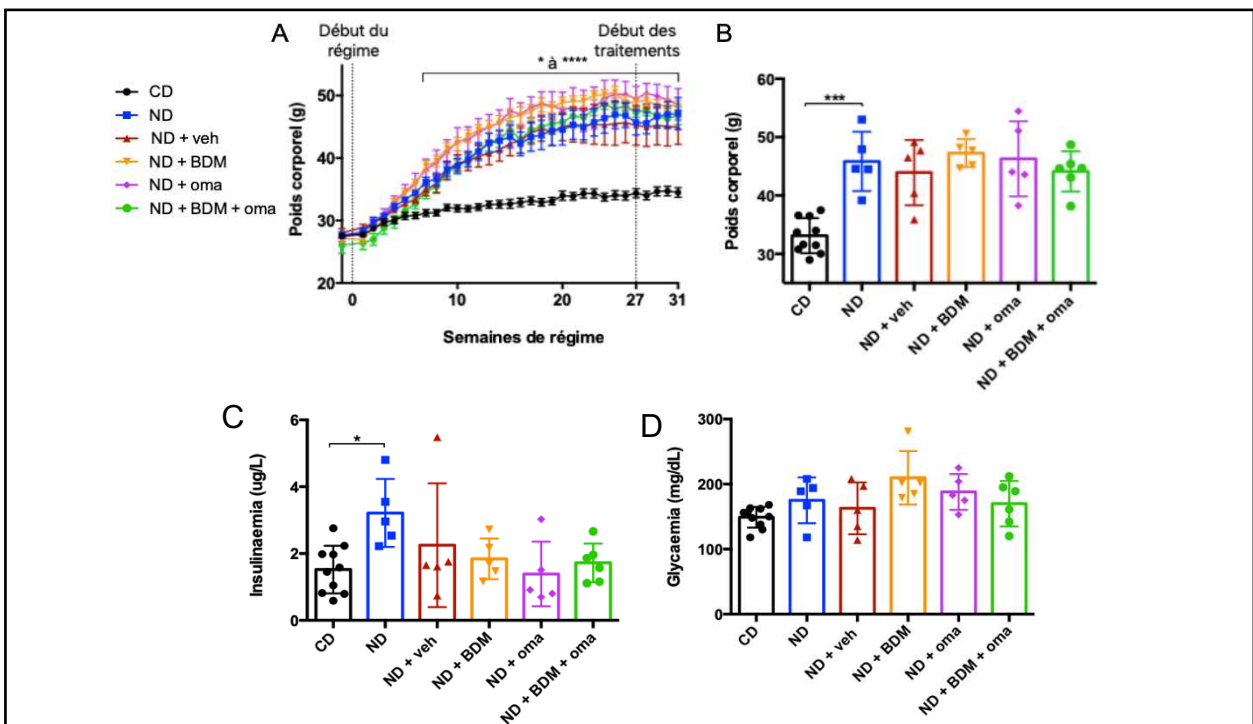 A
Début du
régime
Début des
traitements
* à ****
CD
ND
ND + veh
ND + BDM
ND + oma
ND + BDM + oma
Poids corporel (g)
50
40
30
20
0
10
20
27
31
Semaines de régime
B
Poids corporel (g)
60
50
40
30
***
CD
ND
ND + veh
ND + BDM
ND + oma
ND + BDM + oma
C
Insulinaemia (ug/L)
6
4
2
0
*
CD
ND
ND + veh
ND + BDM
ND + oma
ND + BDM + oma
D
Glycaemia (mg/dL)
300
200
100
0
CD
ND
ND + veh
ND + BDM
ND + oma
ND + BDM + oma